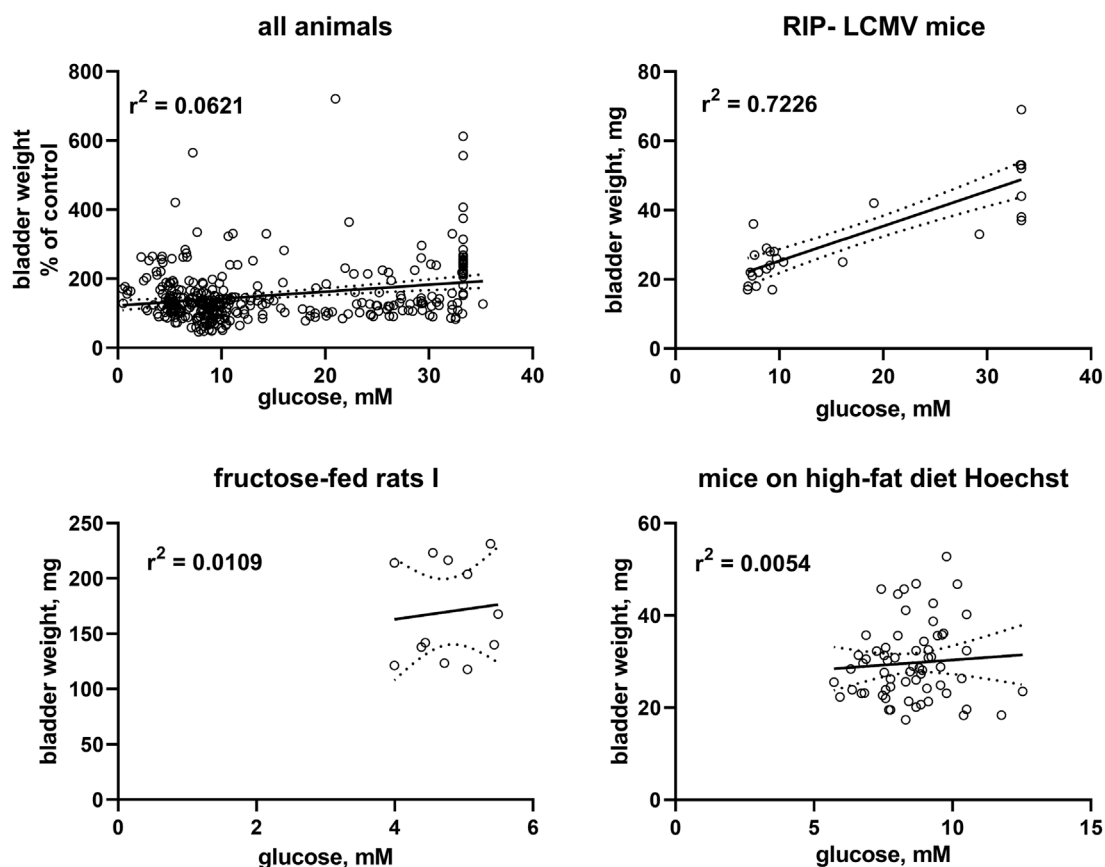 all animals
r² = 0.0621
bladder weight
% of control
800
600
400
200
0
0 10 20 30 40
glucose, mM
RIP- LCMV mice
r² = 0.7226
bladder weight, mg
80
60
40
20
0
0 10 20 30 40
glucose, mM
fructose-fed rats I
r² = 0.0109
bladder weight, mg
250
200
150
100
50
0
0 2 4 6
glucose, mM
mice on high-fat diet Hoechst
r² = 0.0054
bladder weight, mg
60
40
20
0
0 5 10 15
glucose, mM